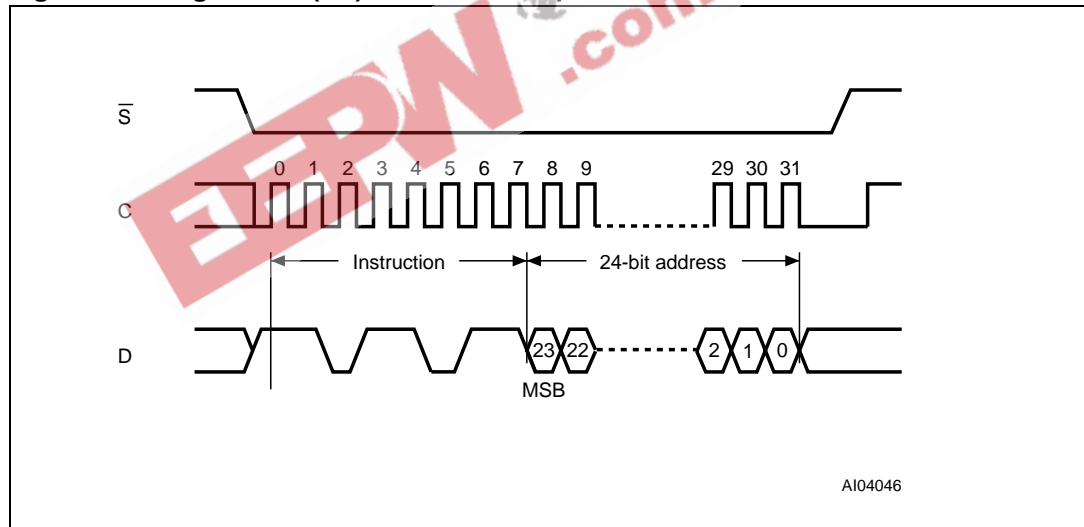 EEPW.com
S
0 1 2 3 4 5 6 7 8 9 29 30 31
C
Instruction 24-bit address
D
23 22 2 1 0
MSB
AI04046